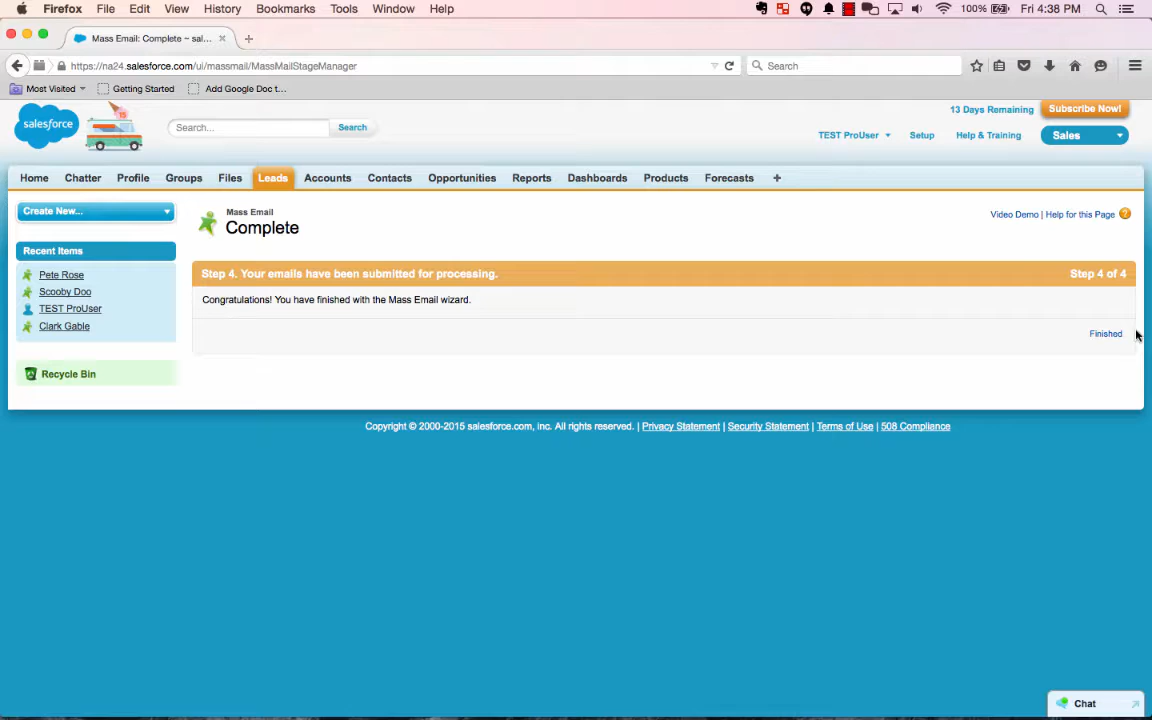 Firefox File Edit View History Bookmarks Tools Window Help 100% Fri 4:38 PM
Mass Email: Complete ~ sal...
https://na24.salesforce.com/ui/massmail/MassMailStageManager Search
Most Visited Getting Started Add Google Doc t...
salesforce 15 Search... Search 13 Days Remaining Subscribe Now!
TEST ProUser Setup Help & Training Sales
Home Chatter Profile Groups Files Leads Accounts Contacts Opportunities Reports Dashboards Products Forecasts +
Create New...
Recent Items
Pete Rose
Scooby Doo
TEST ProUser
Clark Gable
Recycle Bin
Mass Email
Complete
Video Demo | Help for this Page ?
Step 4. Your emails have been submitted for processing. Step 4 of 4
Congratulations! You have finished with the Mass Email wizard.
Finished
Copyright © 2000-2015 salesforce.com, inc. All rights reserved. | Privacy Statement | Security Statement | Terms of Use | 508 Compliance
Chat